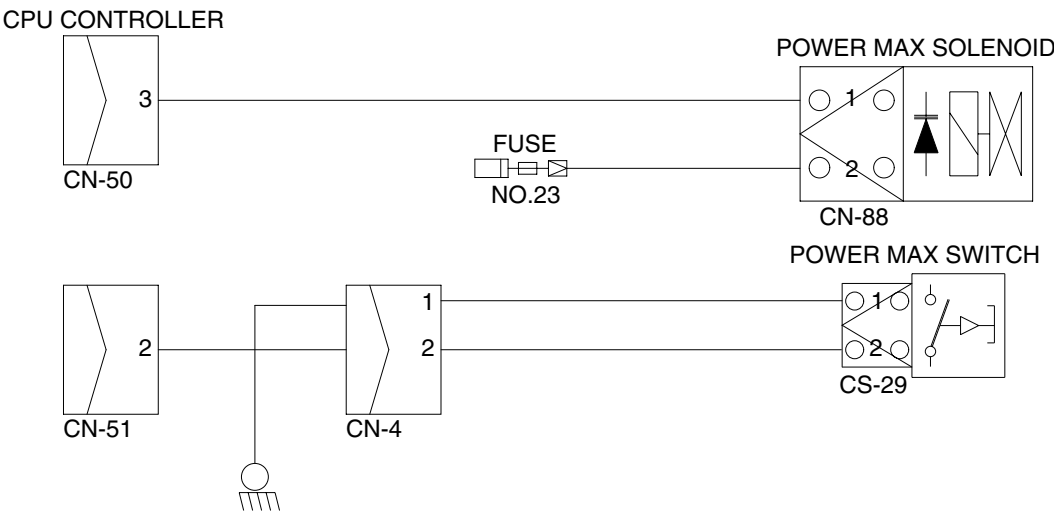 CPU CONTROLLER
POWER MAX SOLENOID
3
1
FUSE
2
NO.23
CN-50
CN-88
POWER MAX SWITCH
1
1
2
2
2
CS-29
CN-51
CN-4